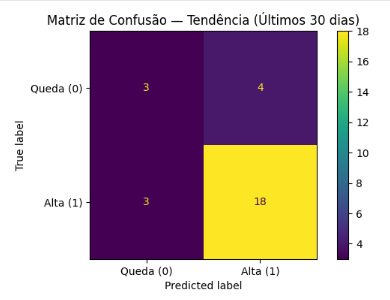 Matriz de Confusão — Tendência (Últimos 30 dias)
18
16
14
12
10
8
6
4
True label
Queda (0)
3
4
Alta (1)
3
18
Queda (0)
Alta (1)
Predicted label